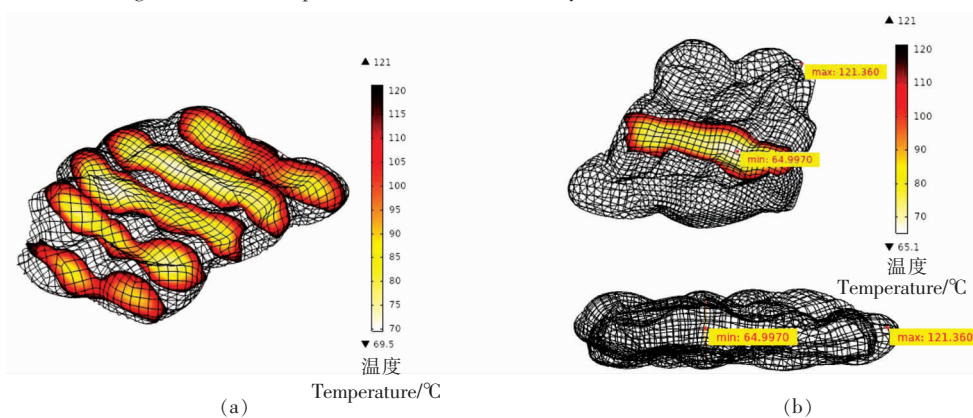 ▲ 121
120
115
110
105
100
95
90
85
80
75
70
▼ 69.5
温度
Temperature/℃
(a)
▲ 121
max: 121.360
120
110
100
90
80
70
min: 64.9970
▼ 65.1
温度
Temperature/℃
min: 64.9970
max: 121.360
(b)